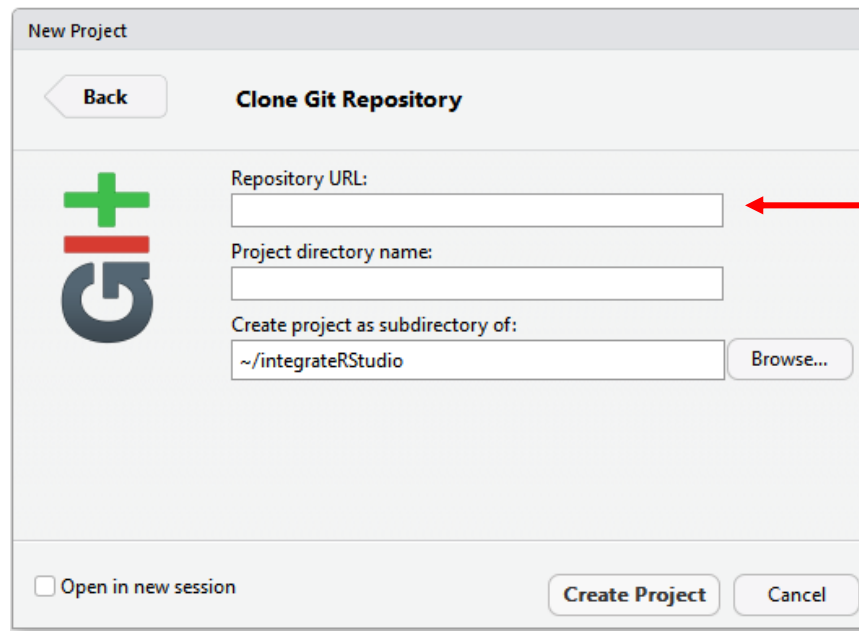 New Project
Back
Clone Git Repository
Repository URL:
git
Project directory name:
Create project as subdirectory of:
~/integrateRStudio
Browse...
Open in new session
Create Project
Cancel